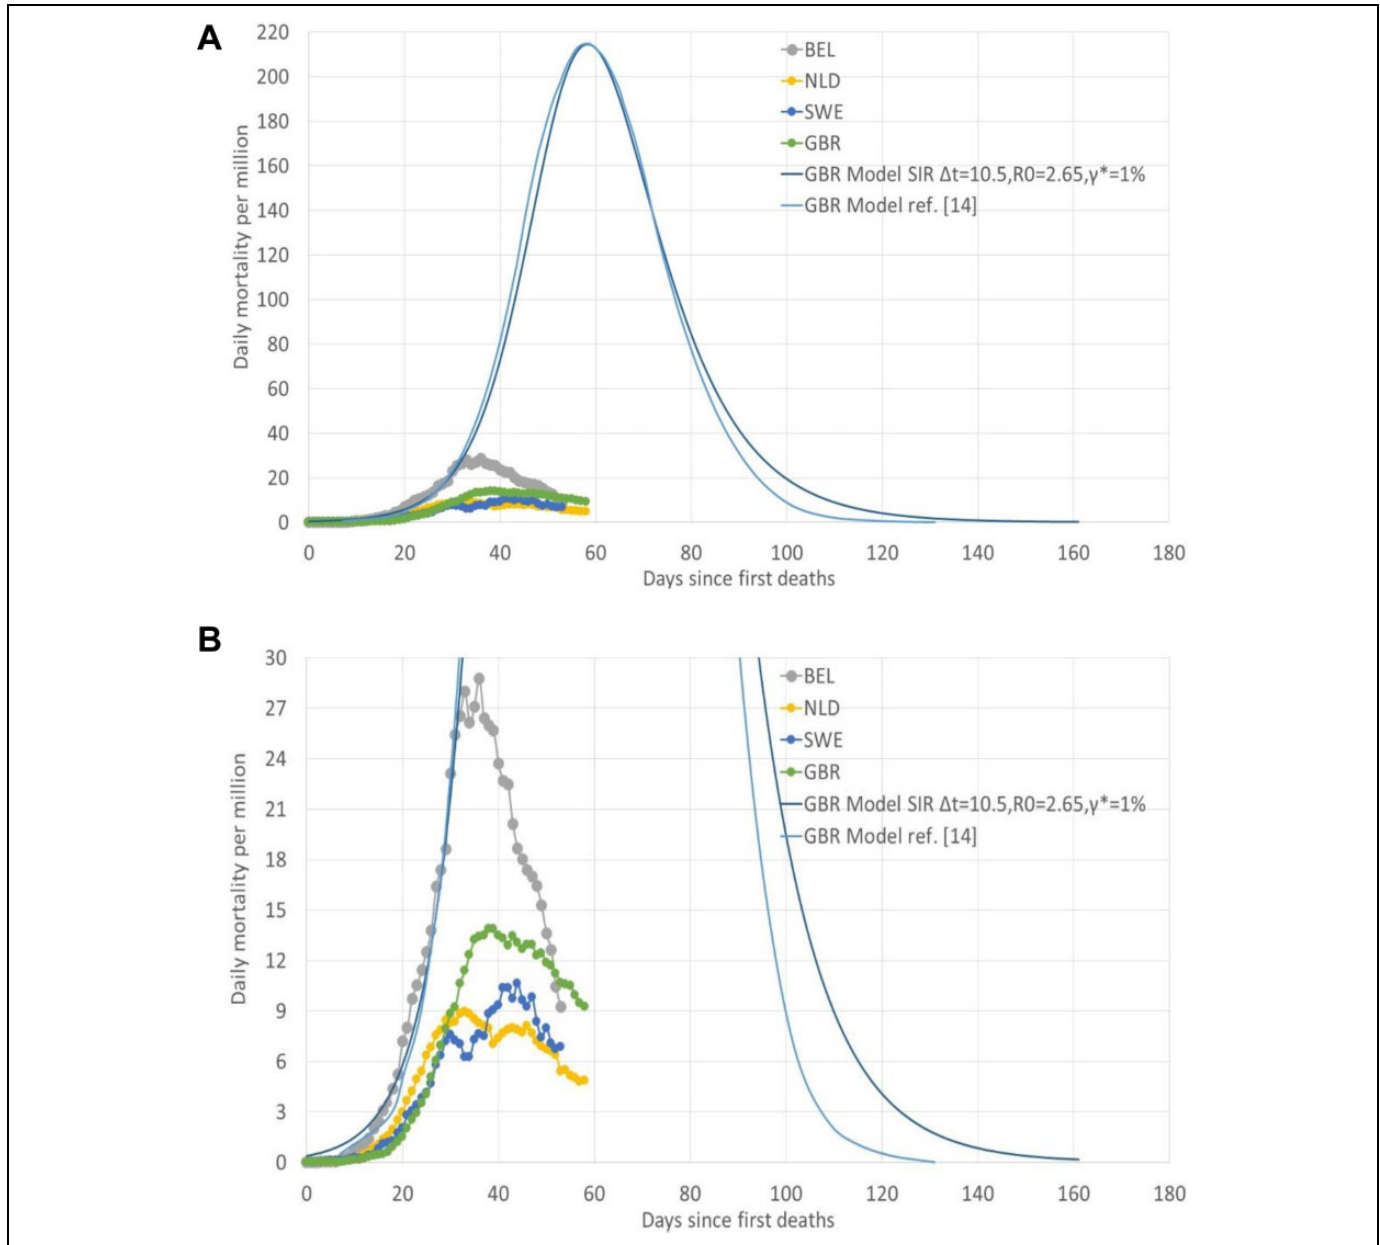 A
220
200
180
160
140
120
100
80
60
40
20
0
Daily mortality per million
BEL
NLD
SWE
GBR
GBR Model SIR Δt=10.5,R0=2.65,γ*=1%
GBR Model ref. [14]
0 20 40 60 80 100 120 140 160 180
Days since first deaths
B
30
27
24
21
18
15
12
9
6
3
0
Daily mortality per million
BEL
NLD
SWE
GBR
GBR Model SIR Δt=10.5,R0=2.65,γ*=1%
GBR Model ref. [14]
0 20 40 60 80 100 120 140 160 180
Days since first deaths